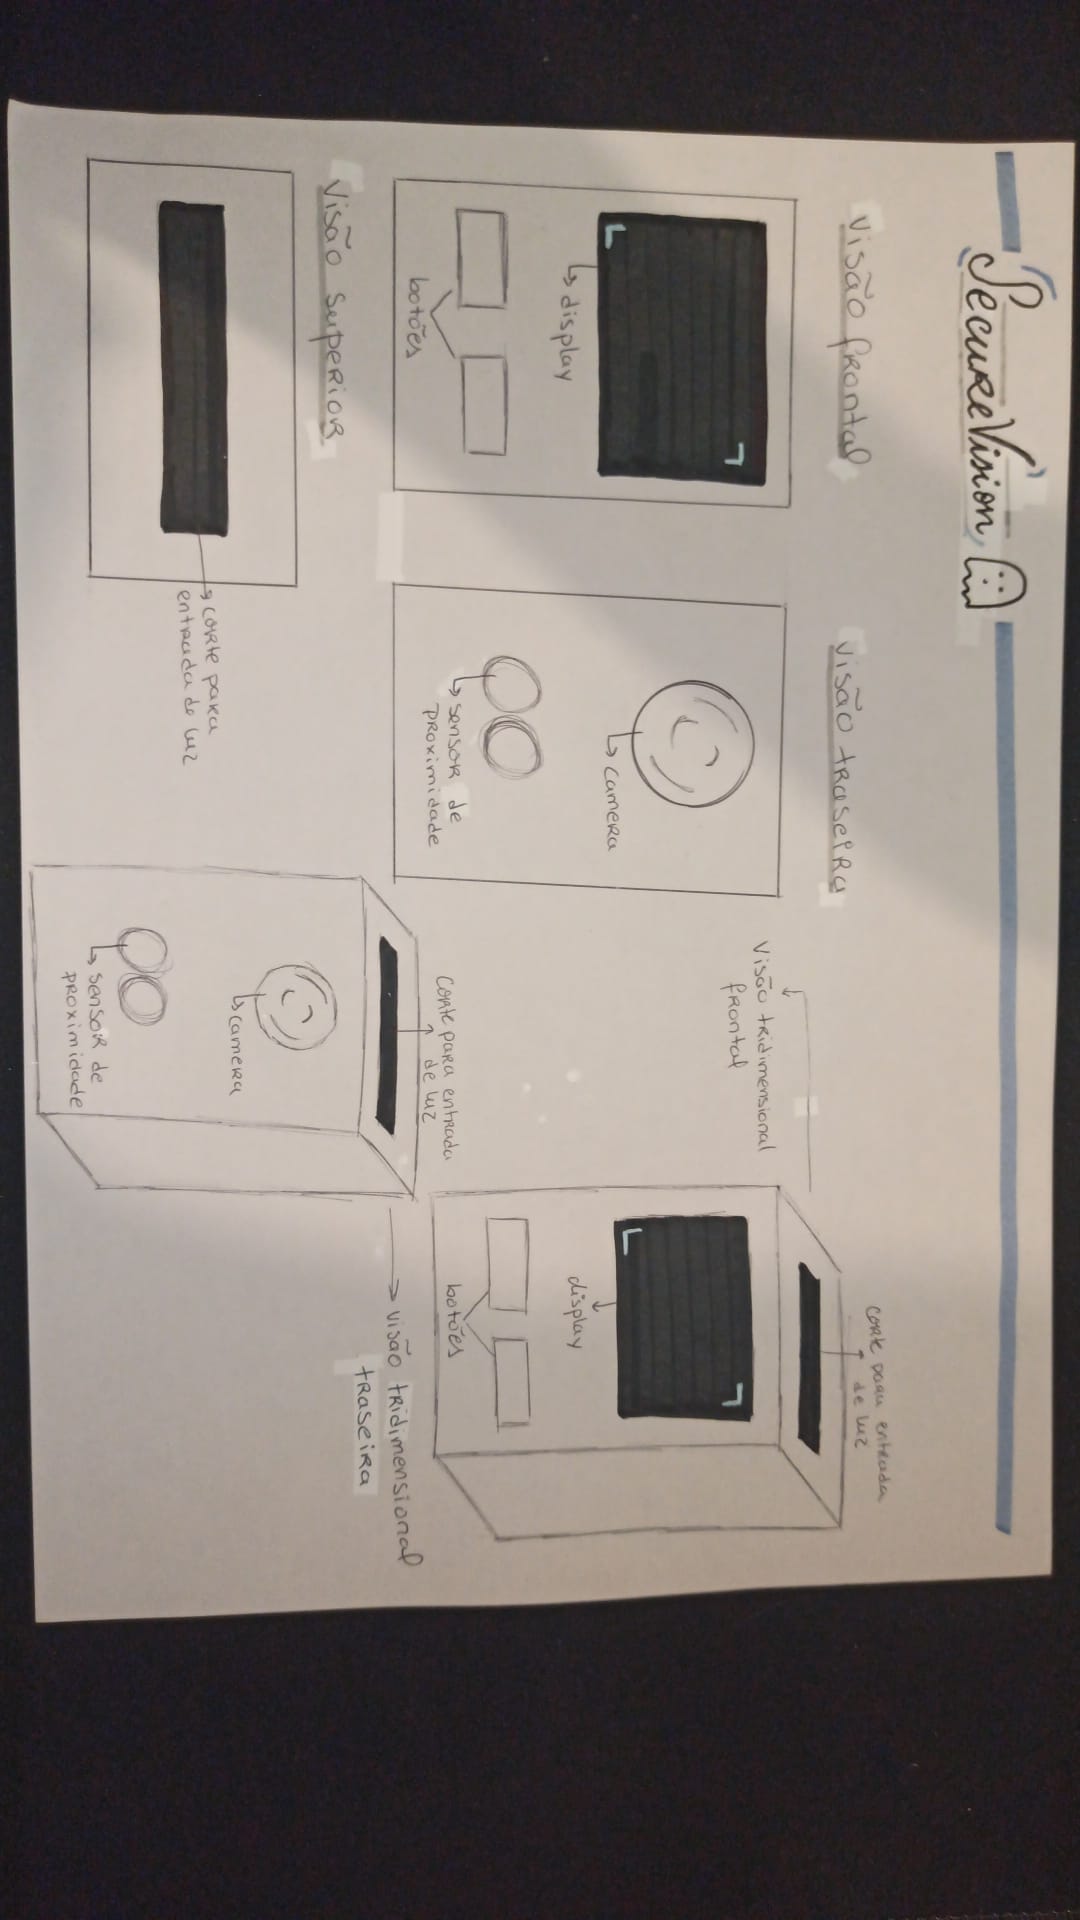 SecureVision
Visão frontal
display
botões
Visão traseira
camera
sensor de
proximidade
Visão tridimensional
frontal
corte para entrada
de luz
display
botões
Visão superior
corte para
entrada de luz
corte para entrada
de luz
camera
sensor de
proximidade
Visão tridimensional
traseira